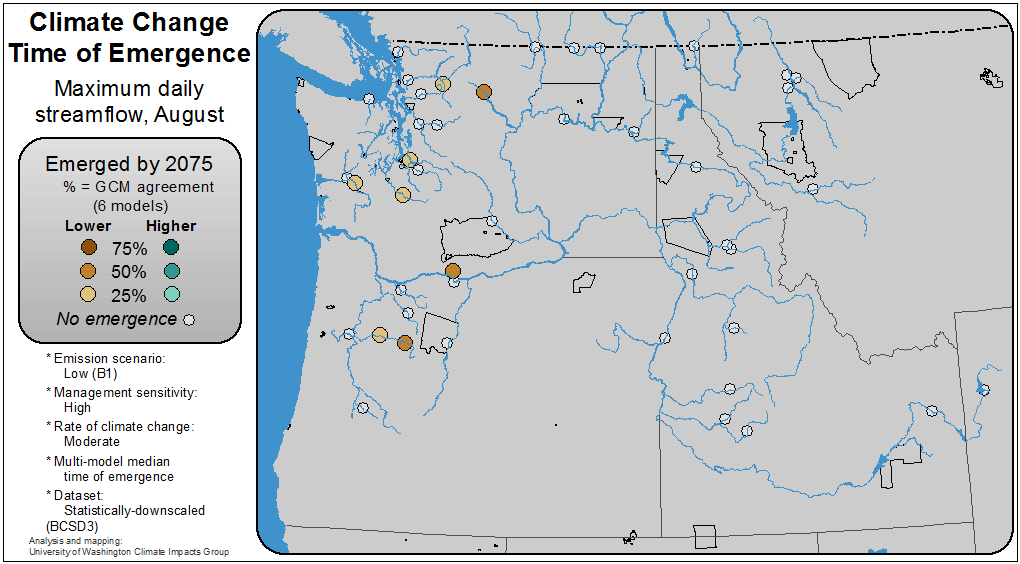 Climate Change
Time of Emergence
Maximum daily
streamflow, August
Emerged by 2075
% = GCM agreement
(6 models)
Lower Higher
75%
50%
25%
No emergence
* Emission scenario:
Low (B1)
* Management sensitivity:
High
* Rate of climate change:
Moderate
* Multi-model median
time of emergence
* Dataset:
Statistically-downscaled
(BCSD3)
Analysis and mapping:
University of Washington Climate Impacts Group